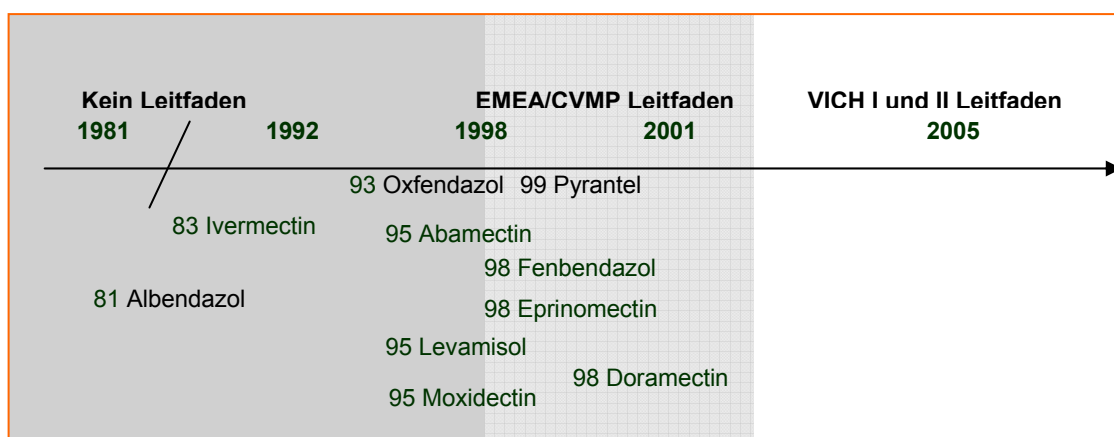 Kein Leitfaden EMEA/CVMP Leitfaden VICH I und II Leitfaden
1981 1992 1998 2001 2005
93 Oxfendazol 99 Pyrantel
83 Ivermectin
95 Abamectin
98 Fenbendazol
81 Albendazol
98 Eprinomectin
95 Levamisol
98 Doramectin
95 Moxidectin